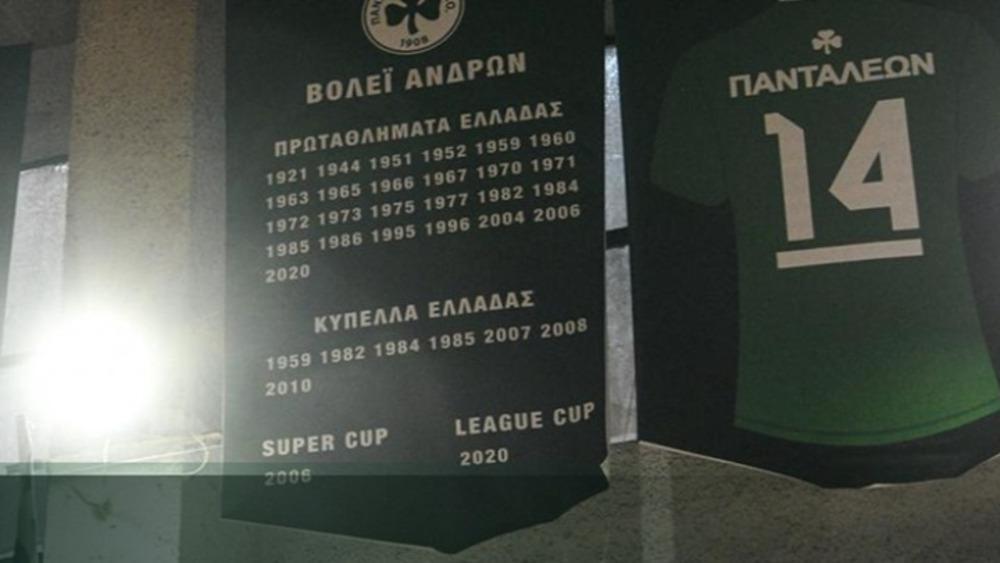 1908
ΒΟΛΕΪ ΑΝΔΡΩΝ
ΠΡΩΤΑΘΛΗΜΑΤΑ ΕΛΛΑΔΑΣ
1921 1944 1951 1952 1959 1960
1963 1965 1966 1967 1970 1971
1972 1973 1975 1977 1982 1984
1985 1986 1995 1996 2004 2006
2020
ΚΥΠΕΛΛΑ ΕΛΛΑΔΑΣ
1959 1982 1984 1985 2007 2008
2010
SUPER CUP
2006
LEAGUE CUP
2020
ΠΑΝΤΑΛΕΩΝ
14